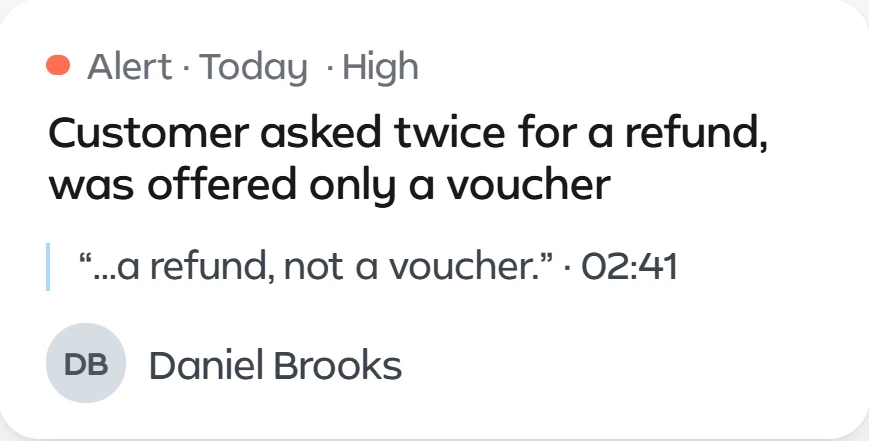 Alert · Today · High
Customer asked twice for a refund,
was offered only a voucher
“...a refund, not a voucher.” · 02:41
DB Daniel Brooks